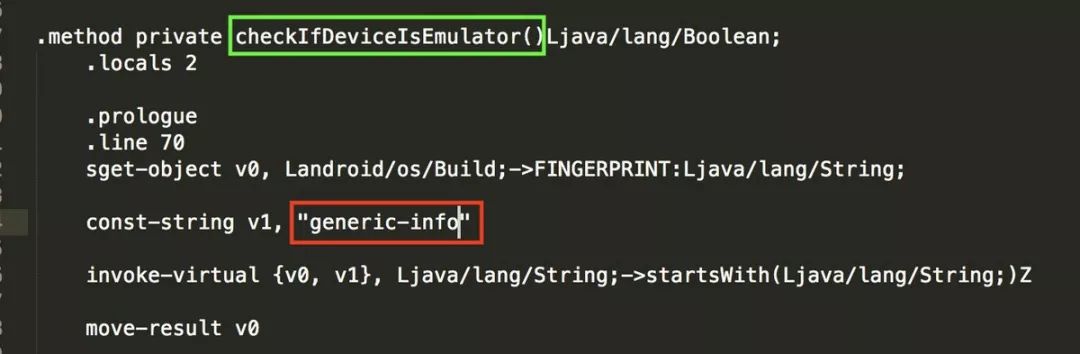 .method private checkIfDeviceIsEmulator()Ljava/lang/Boolean;
.locals 2
.prologue
.line 70
sget-object v0, Landroid/os/Build;->FINGERPRINT:Ljava/lang/String;
const-string v1, "generic-info"
invoke-virtual {v0, v1}, Ljava/lang/String;->startsWith(Ljava/lang/String;)Z
move-result v0